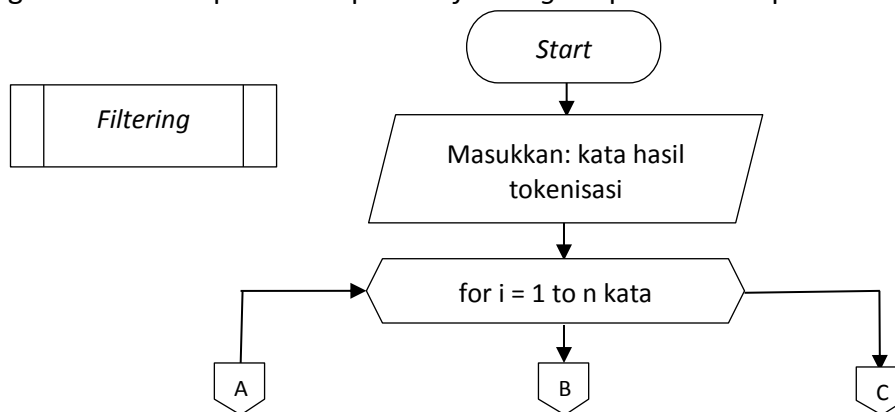 Start
Filtering
Masukkan: kata hasil
tokenisasi
for i = 1 to n kata
A
B
C